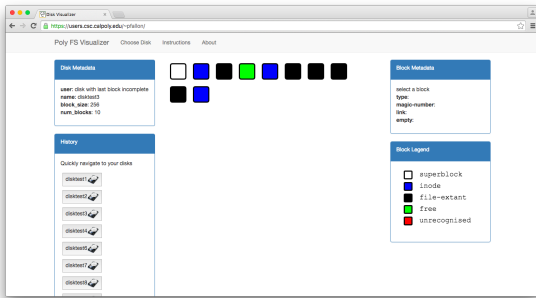 Disk Visualizer
https://users.csc.calpoly.edu/~pfallon/
Poly FS Visualizer Choose Disk Instructions About
Disk Metadata
user: disk with last block incomplete
name: disktest3
block_size: 256
num_blocks: 10
History
Quickly navigate to your disks
disktest1
disktest2
disktest3
disktest4
disktest5
disktest7
disktest8
Block Metadata
select a block
type:
magic-number:
link:
empty:
Block Legend
superblock
inode
file-extant
free
unrecognised